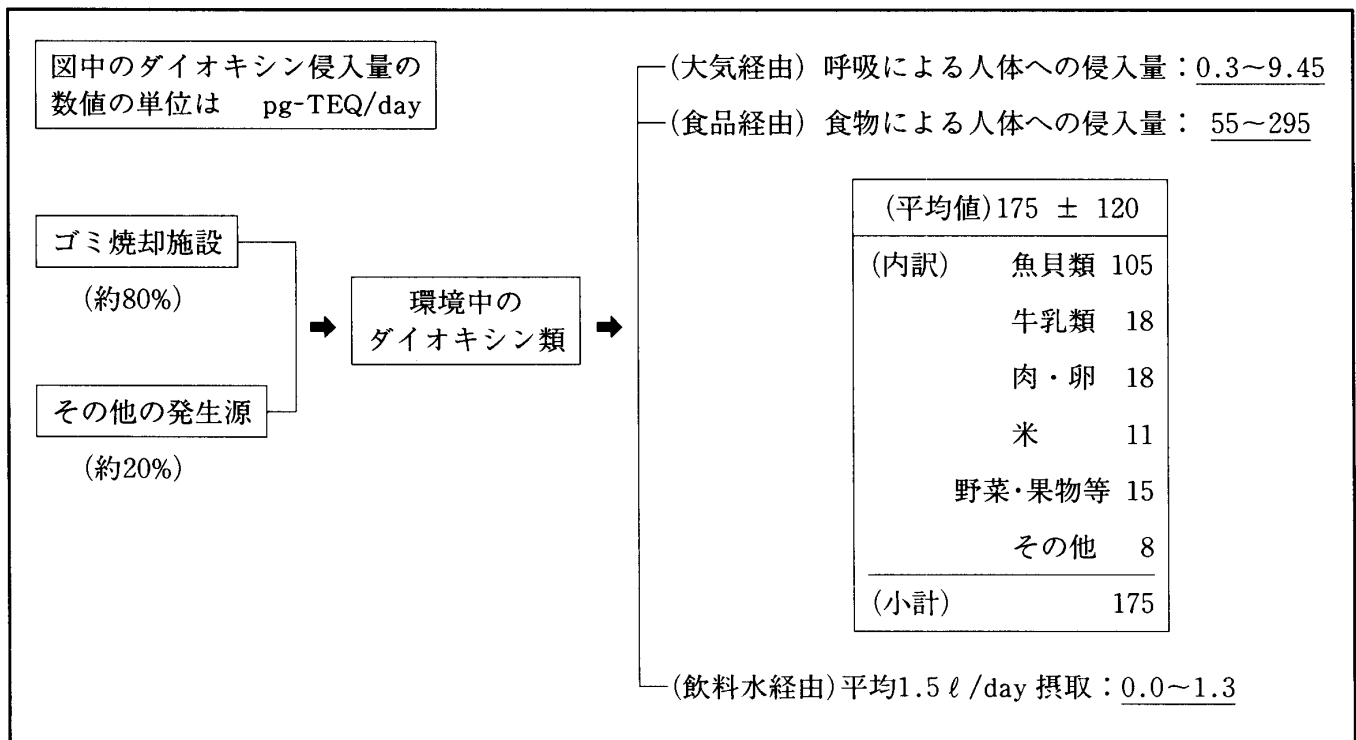 図中のダイオキシン侵入量の
数値の単位は pg-TEQ/day
ゴミ焼却施設
(約80%)
その他の発生源
(約20%)
環境中の
ダイオキシン類
(大気経由) 呼吸による人体への侵入量：0.3〜9.45
(食品経由) 食物による人体への侵入量： 55〜295
(平均値)175 ± 120
(内訳) 魚貝類 105
牛乳類 18
肉・卵 18
米 11
野菜・果物等 15
その他 8
(小計) 175
(飲料水経由)平均1.5ℓ/day 摂取：0.0〜1.3